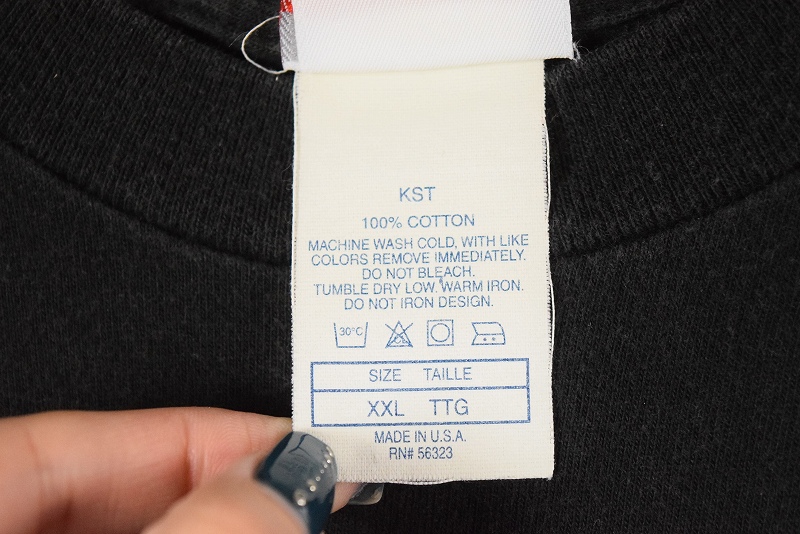 KST
100% COTTON
MACHINE WASH COLD, WITH LIKE
COLORS REMOVE IMMEDIATELY.
DO NOT BLEACH.
TUMBLE DRY LOW. WARM IRON.
DO NOT IRON DESIGN.
30°C
SIZE TAILLE
XXL TTG
MADE IN U.S.A.
RN# 56323